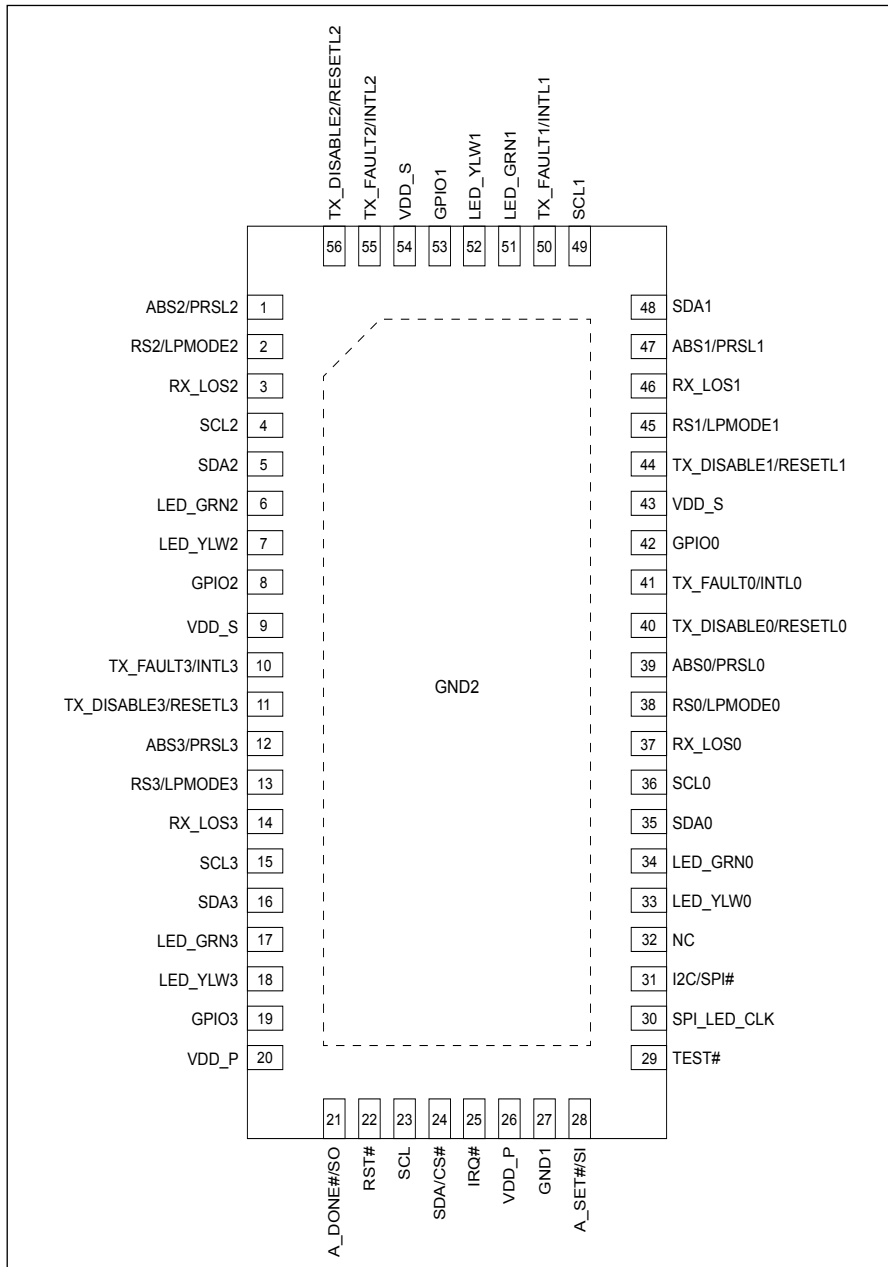 TX_DISABLE2/RESETL2
TX_FAULT2/INTL2
VDD_S
GPIO1
LED_YLW1
LED_GRN1
TX_FAULT1/INTL1
SCL1
56 55 54 53 52 51 50 49
ABS2/PRSL2 1
RS2/LPMODE2 2
RX_LOS2 3
SCL2 4
SDA2 5
LED_GRN2 6
LED_YLW2 7
GPIO2 8
VDD_S 9
TX_FAULT3/INTL3 10
TX_DISABLE3/RESETL3 11
ABS3/PRSL3 12
RS3/LPMODE3 13
RX_LOS3 14
SCL3 15
SDA3 16
LED_GRN3 17
LED_YLW3 18
GPIO3 19
VDD_P 20
GND2
48 SDA1
47 ABS1/PRSL1
46 RX_LOS1
45 RS1/LPMODE1
44 TX_DISABLE1/RESETL1
43 VDD_S
42 GPIO0
41 TX_FAULT0/INTL0
40 TX_DISABLE0/RESETL0
39 ABS0/PRSL0
38 RS0/LPMODE0
37 RX_LOS0
36 SCL0
35 SDA0
34 LED_GRN0
33 LED_YLW0
32 NC
31 I2C/SPI#
30 SPI_LED_CLK
29 TEST#
21 22 23 24 25 26 27 28
A_DONE#/SO
RST#
SCL
SDA/CS#
IRQ#
VDD_P
GND1
A_SET#/SI